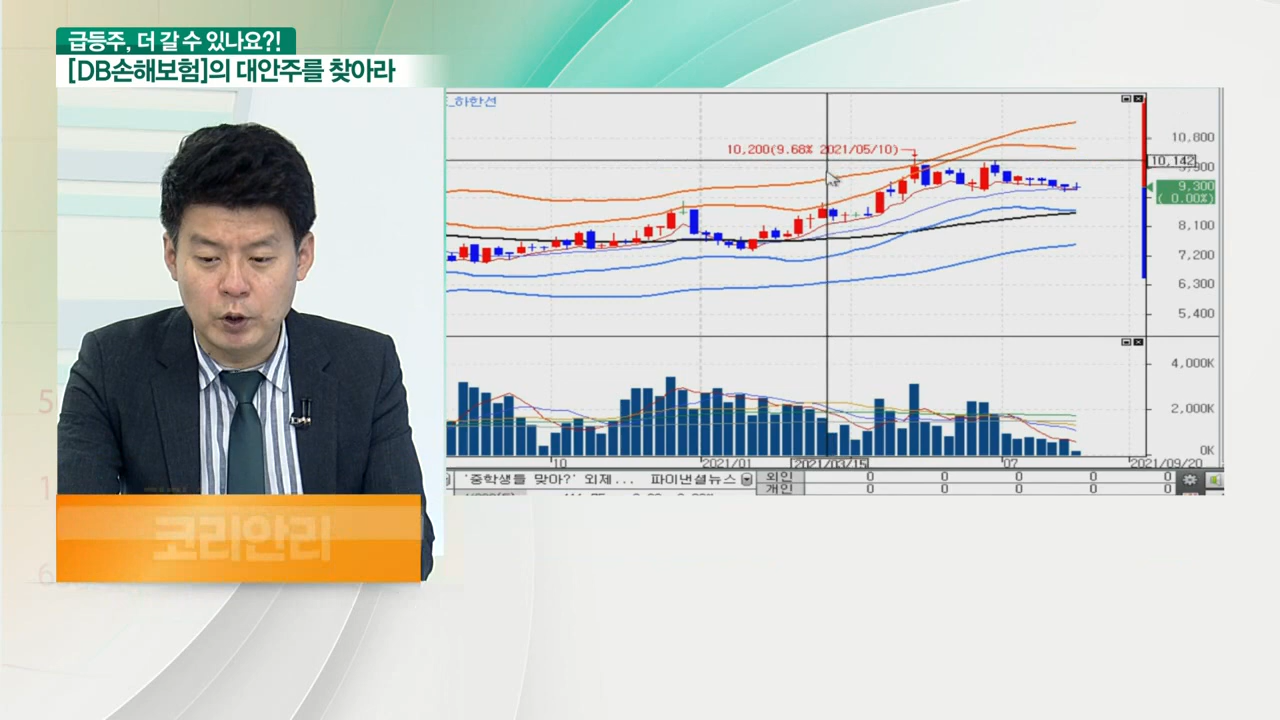 급등주, 더 갈 수 있나요?!
[DB손해보험]의 대안주를 찾아라
하한선
10,200(9.68% 2021/05/10)
10,800
10,142
9,300
( 0.00%)
8,100
7,200
6,300
5,400
4,000K
2,000K
0K
10
2021/01
2021/03/15
07
2021/09/20
'중학생들 맞아?' 외제... 파이낸셜뉴스
외인 0 0 0 0 0
개인 0 0 0 0 0
코리안리